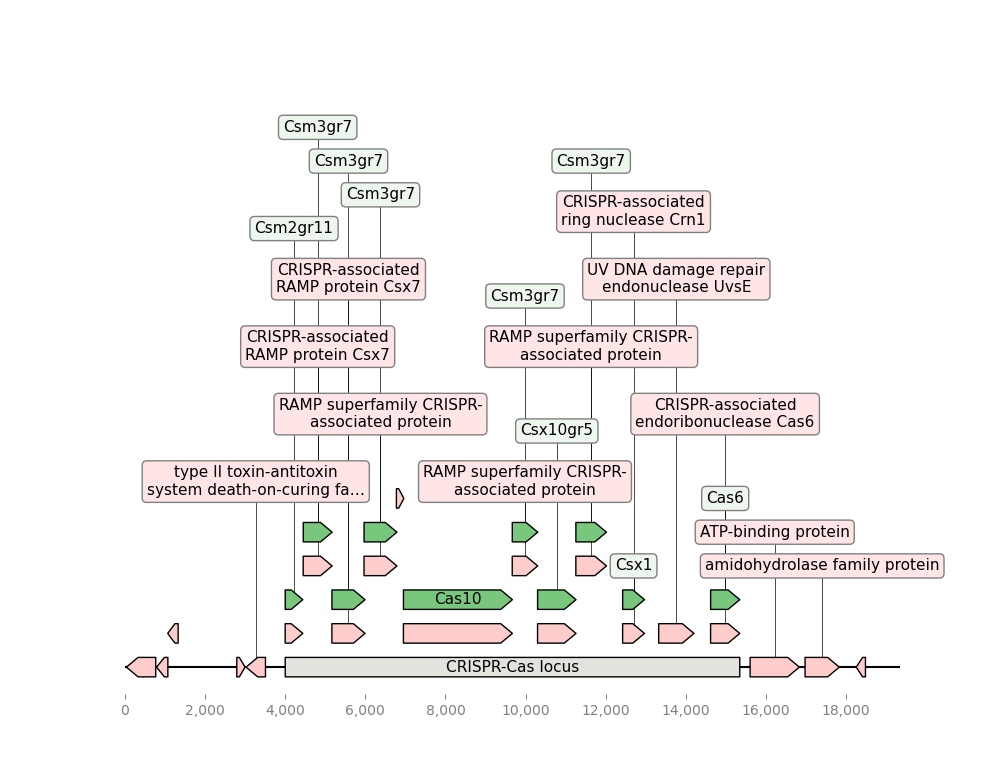 Csm3gr7
Csm3gr7
Csm3gr7
Csm3gr7
CRISPR-associated
ring nuclease Crn1
Csm2gr11
CRISPR-associated
RAMP protein Csx7
UV DNA damage repair
endonuclease UvsE
Csm3gr7
CRISPR-associated
RAMP protein Csx7
RAMP superfamily CRISPR-
associated protein
RAMP superfamily CRISPR-
associated protein
CRISPR-associated
endoribonuclease Cas6
Csx10gr5
type II toxin-antitoxin
system death-on-curing fa…
RAMP superfamily CRISPR-
associated protein
Cas6
ATP-binding protein
Csx1
amidohydrolase family protein
Cas10
CRISPR-Cas locus
0
2,000
4,000
6,000
8,000
10,000
12,000
14,000
16,000
18,000